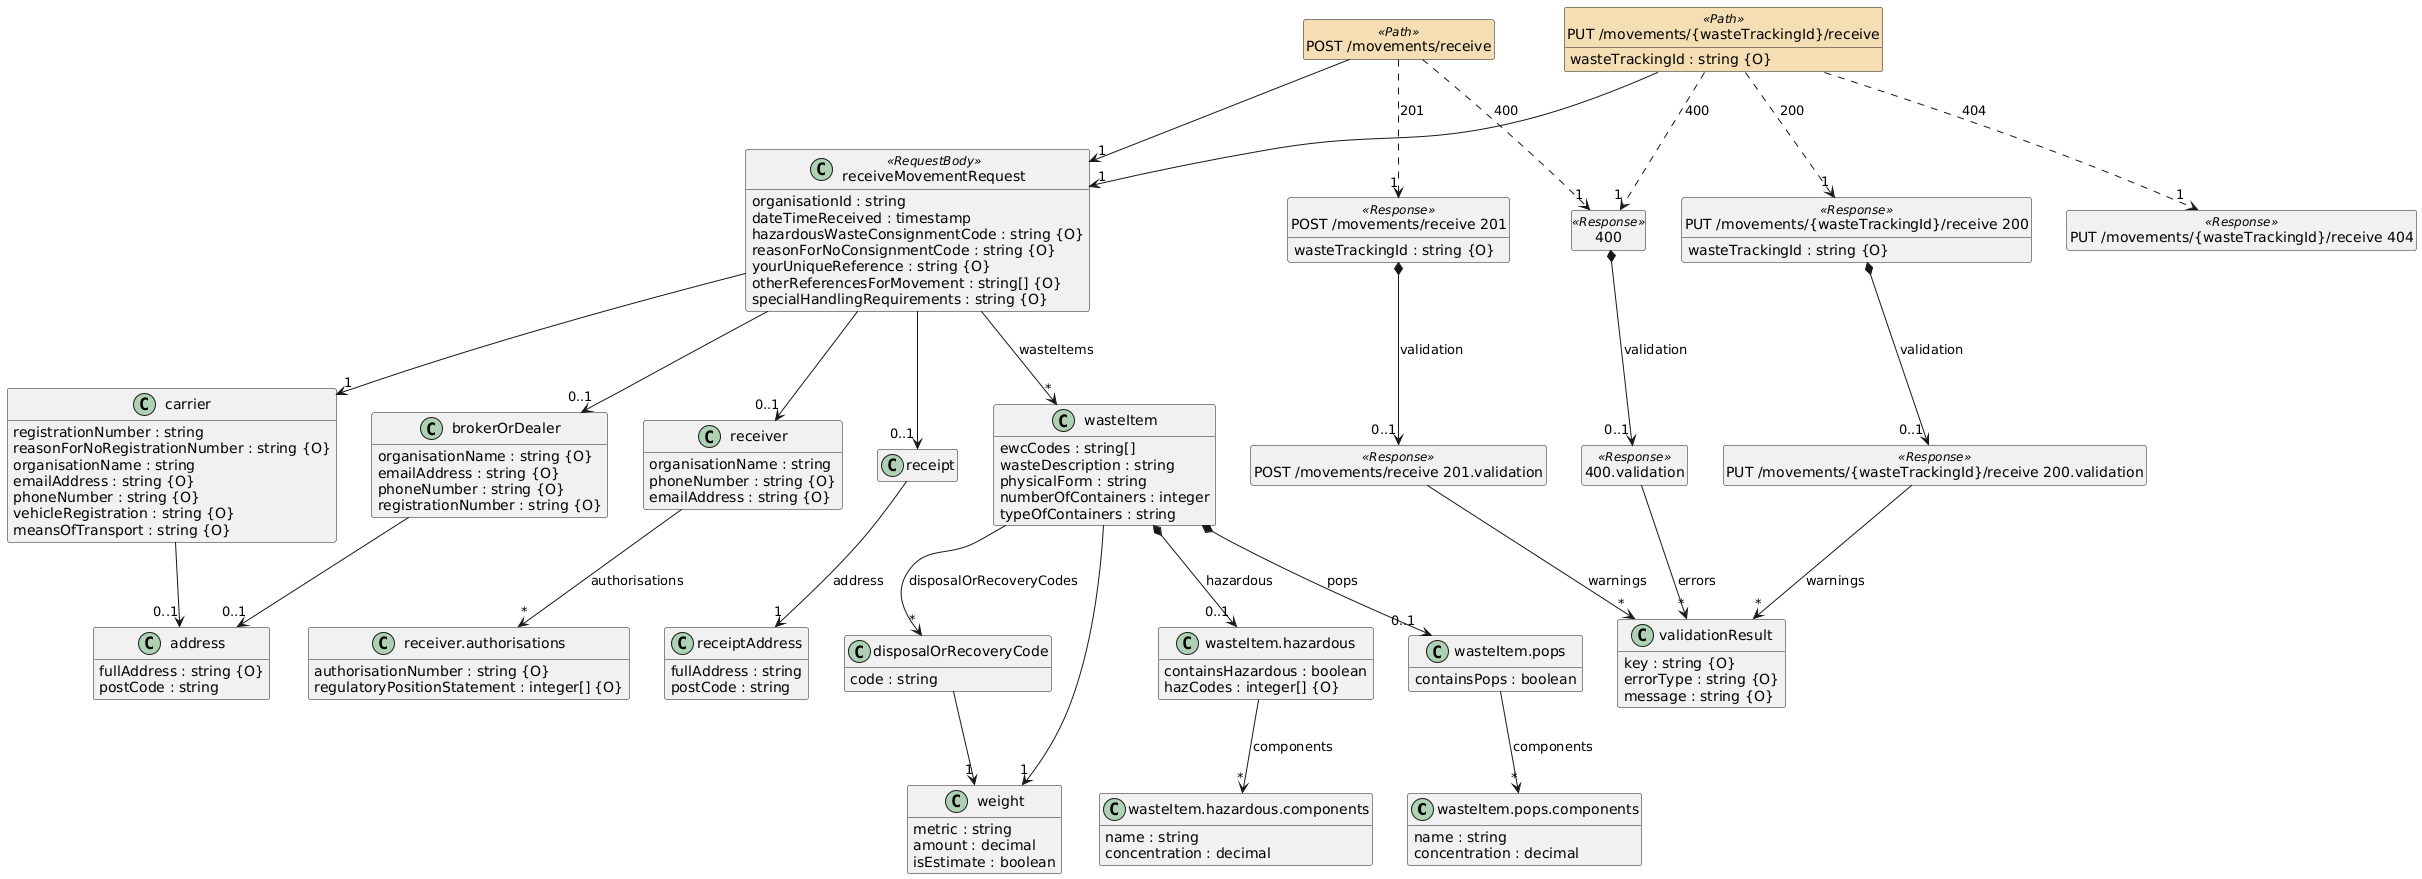 «Path»
POST /movements/receive
«Path»
PUT /movements/{wasteTrackingId}/receive
wasteTrackingId : string {O}
201
400
400
200
404
1
1
1
1
1
1
1
«RequestBody»
C
receiveMovementRequest
organisationId : string
dateTimeReceived : timestamp
hazardousWasteConsignmentCode : string {O}
reasonForNoConsignmentCode : string {O}
yourUniqueReference : string {O}
otherReferencesForMovement : string[] {O}
specialHandlingRequirements : string {O}
«Response»
POST /movements/receive 201
wasteTrackingId : string {O}
«Response»
400
«Response»
PUT /movements/{wasteTrackingId}/receive 200
wasteTrackingId : string {O}
«Response»
PUT /movements/{wasteTrackingId}/receive 404
wasteItems
validation
validation
validation
1
0..1
0..1
0..1
*
0..1
0..1
0..1
C carrier
registrationNumber : string
reasonForNoRegistrationNumber : string {O}
organisationName : string
emailAddress : string {O}
phoneNumber : string {O}
vehicleRegistration : string {O}
meansOfTransport : string {O}
C brokerOrDealer
organisationName : string {O}
emailAddress : string {O}
phoneNumber : string {O}
registrationNumber : string {O}
C receiver
organisationName : string
phoneNumber : string {O}
emailAddress : string {O}
C receipt
C wasteItem
ewcCodes : string[]
wasteDescription : string
physicalForm : string
numberOfContainers : integer
typeOfContainers : string
«Response»
POST /movements/receive 201.validation
«Response»
400.validation
«Response»
PUT /movements/{wasteTrackingId}/receive 200.validation
authorisations
address
disposalOrRecoveryCodes
hazardous
pops
warnings
errors
warnings
0..1
0..1
*
1
*
0..1
0..1
*
*
*
C address
fullAddress : string {O}
postCode : string
C receiver.authorisations
authorisationNumber : string {O}
regulatoryPositionStatement : integer[] {O}
C receiptAddress
fullAddress : string
postCode : string
C disposalOrRecoveryCode
code : string
C wasteItem.hazardous
containsHazardous : boolean
hazCodes : integer[] {O}
C wasteItem.pops
containsPops : boolean
C validationResult
key : string {O}
errorType : string {O}
message : string {O}
components
components
1
1
*
*
C weight
metric : string
amount : decimal
isEstimate : boolean
C wasteItem.hazardous.components
name : string
concentration : decimal
C wasteItem.pops.components
name : string
concentration : decimal